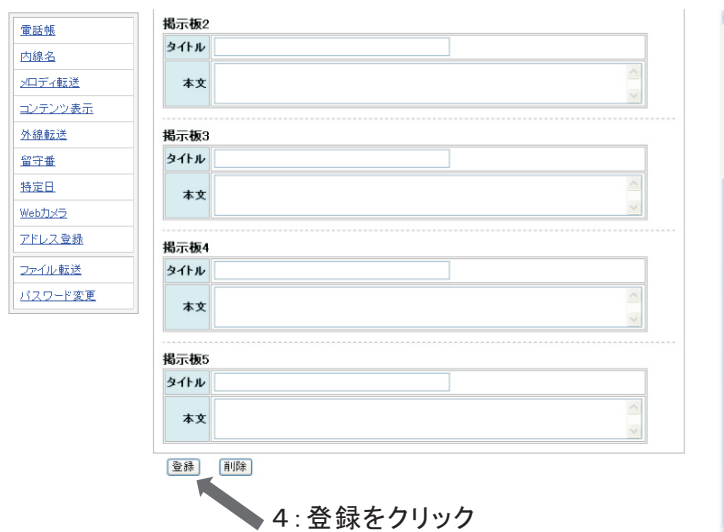 電話帳
内線名
メロディ転送
コンテンツ表示
外線転送
留守番
特定日
Webカメラ
アドレス登録
ファイル転送
パスワード変更
掲示板2
タイトル
本文
掲示板3
タイトル
本文
掲示板4
タイトル
本文
掲示板5
タイトル
本文
登録 削除
4:登録をクリック